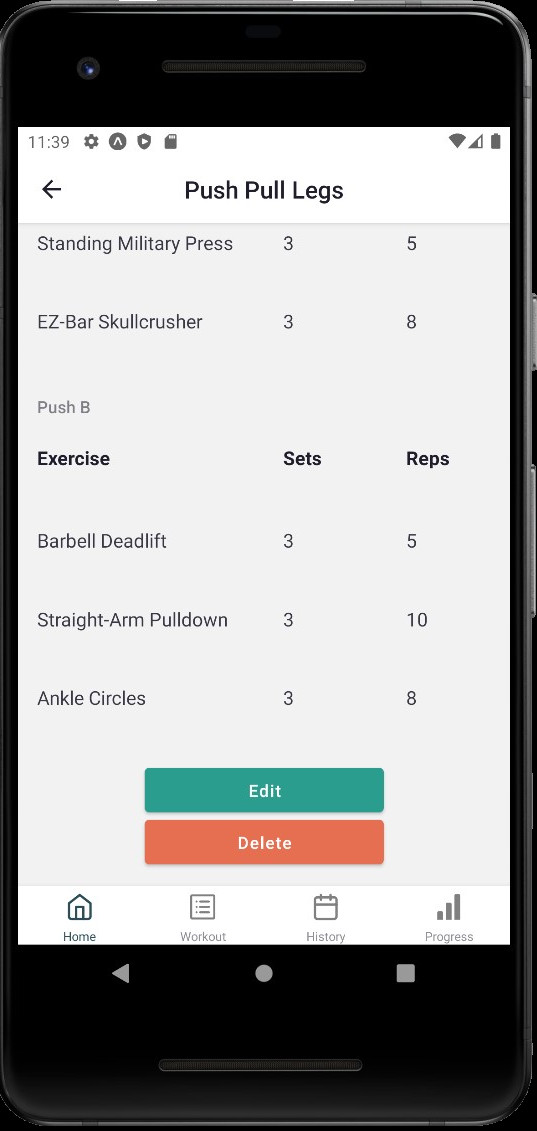 11:39
Push Pull Legs
Standing Military Press 3 5
EZ-Bar Skullcrusher 3 8
Push B
Exercise Sets Reps
Barbell Deadlift 3 5
Straight-Arm Pulldown 3 10
Ankle Circles 3 8
Edit
Delete
Home Workout History Progress